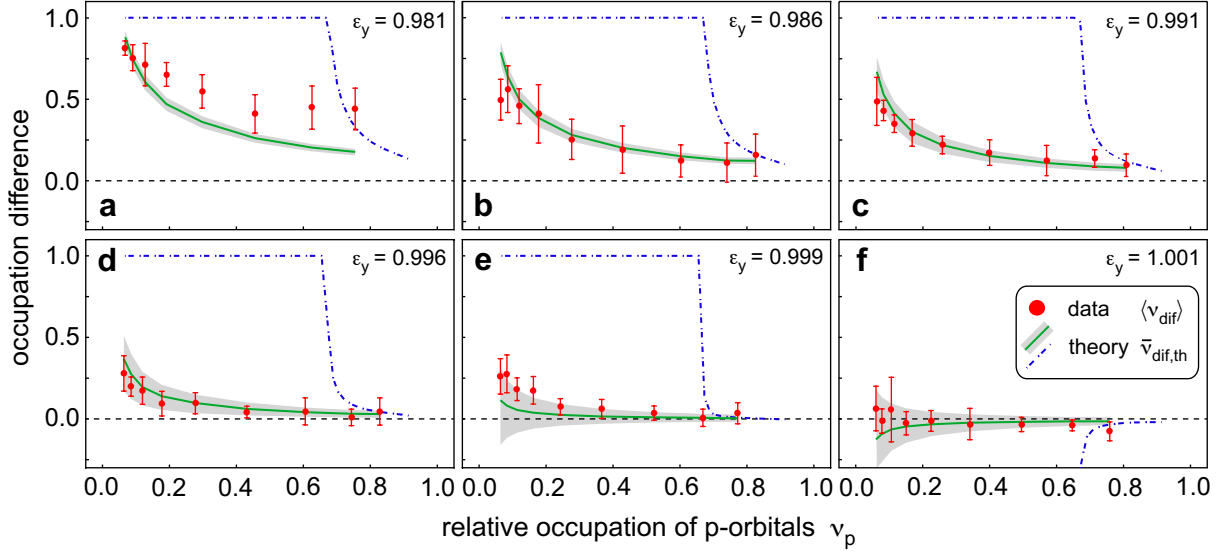 1.0
0.5
0.0
occupation difference
a
ε_y = 0.981
b
ε_y = 0.986
c
ε_y = 0.991
1.0
0.5
0.0
d
ε_y = 0.996
e
ε_y = 0.999
f
ε_y = 1.001
data ⟨ν_dif⟩
theory ν̄_dif,th
0.0 0.2 0.4 0.6 0.8 1.0
0.0 0.2 0.4 0.6 0.8 1.0
0.0 0.2 0.4 0.6 0.8 1.0
relative occupation of p-orbitals ν_p